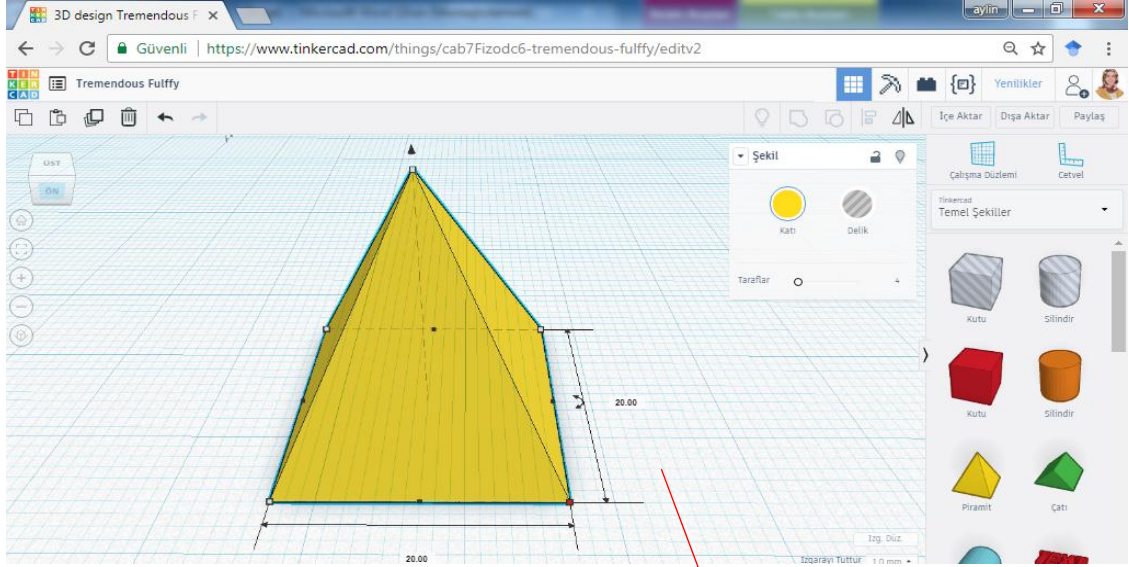 3D design Tremendous F
aylin
Güvenli | https://www.tinkercad.com/things/cab7Fizodc6-tremendous-fulffy/editv2
TIN
KER
CAD
Tremendous Fulffy
Yenilikler
İçe Aktar
Dışa Aktar
Paylaş
ÜST
ÖN
Şekil
Katı
Delik
Taraflar
4
Çalışma Düzlemi
Cetvel
Tinkercad
Temel Şekiller
Kutu
Silindir
Kutu
Silindir
Piramit
Çatı
20.00
20.00
Izg. Düz.
Izgarayı Tuttur 1.0 mm